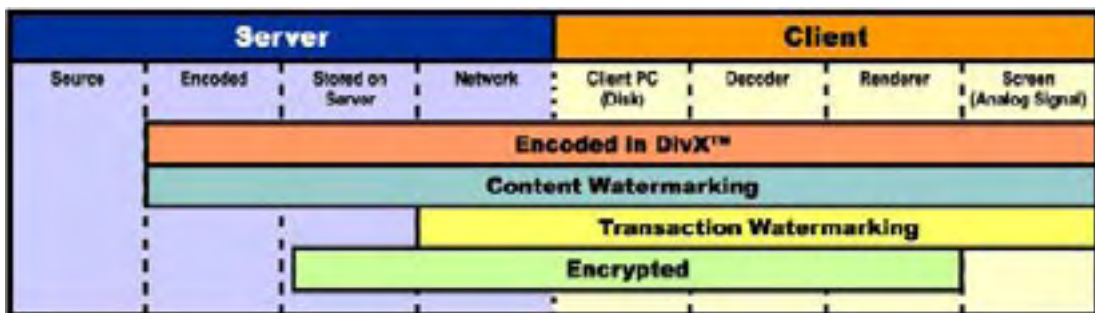 Server Client
Source Encoded Stored on Network Client PC Decoder Renderer Screen
Server (Disk) (Analog Signal)
Encoded in DivX™
Content Watermarking
Transaction Watermarking
Encrypted